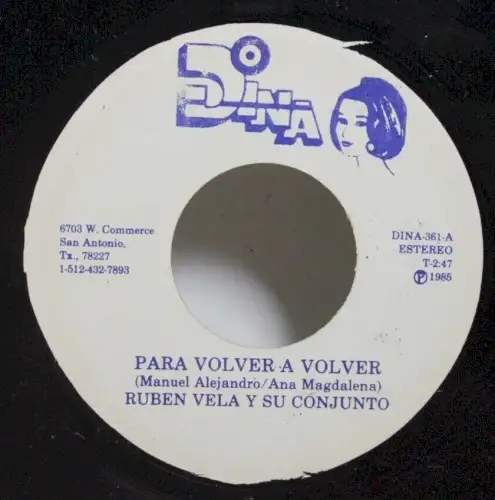 DINA
6703 W. Commerce
San Antonio,
Tx., 78227
1-512-432-7893
DINA-361-A
ESTEREO
T-2:47
Ⓟ 1985
PARA VOLVER A VOLVER
(Manuel Alejandro/Ana Magdalena)
RUBEN VELA Y SU CONJUNTO